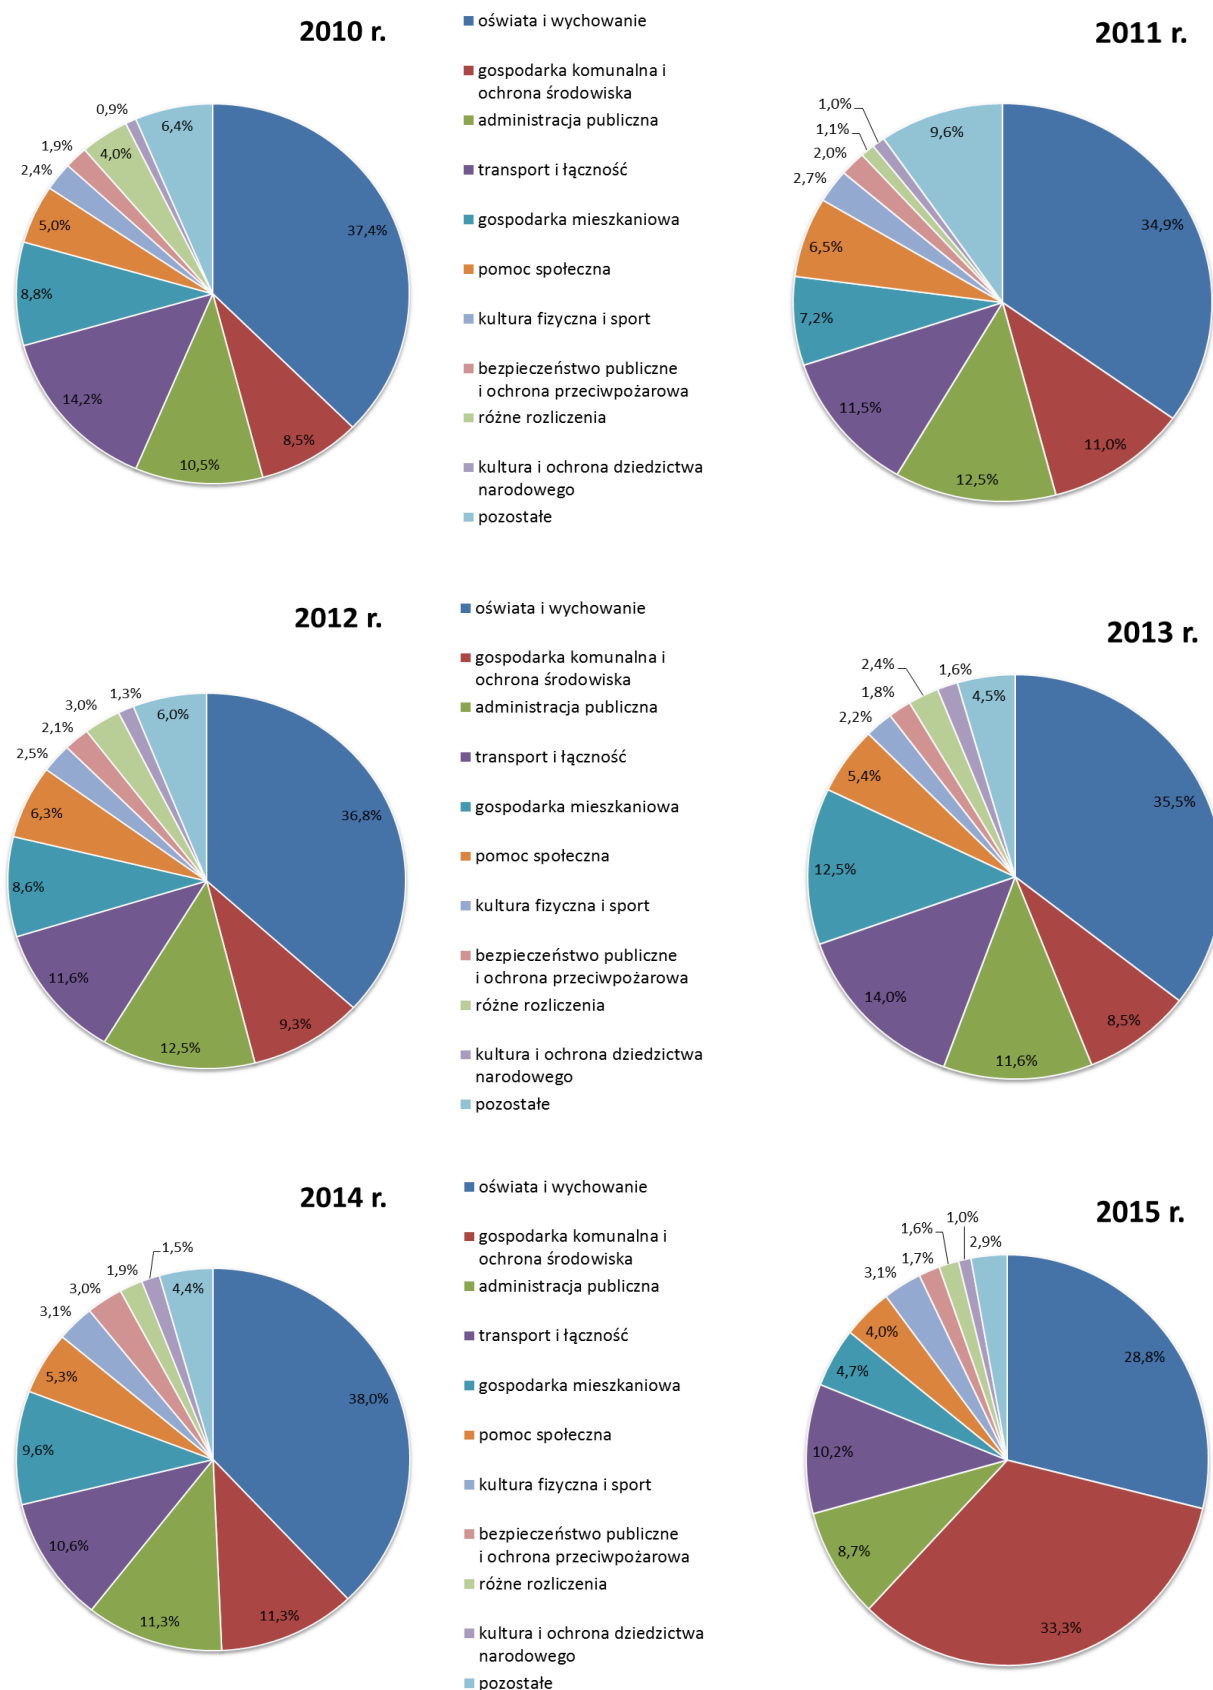 2010 r.
0,9%
6,4%
1,9%
4,0%
2,4%
5,0%
37,4%
8,8%
14,2%
8,5%
10,5%
oświata i wychowanie
gospodarka komunalna i
ochrona środowiska
administracja publiczna
transport i łączność
gospodarka mieszkaniowa
pomoc społeczna
kultura fizyczna i sport
bezpieczeństwo publiczne
i ochrona przeciwpożarowa
różne rozliczenia
kultura i ochrona dziedzictwa
narodowego
pozostałe
2011 r.
1,0%
1,1%
9,6%
2,0%
2,7%
34,9%
6,5%
7,2%
11,5%
11,0%
12,5%
2012 r.
1,3%
3,0%
6,0%
2,1%
2,5%
6,3%
36,8%
8,6%
11,6%
9,3%
12,5%
oświata i wychowanie
gospodarka komunalna i
ochrona środowiska
administracja publiczna
transport i łączność
gospodarka mieszkaniowa
pomoc społeczna
kultura fizyczna i sport
bezpieczeństwo publiczne
i ochrona przeciwpożarowa
różne rozliczenia
kultura i ochrona dziedzictwa
narodowego
pozostałe
2013 r.
2,4%
1,6%
1,8%
4,5%
2,2%
5,4%
35,5%
12,5%
14,0%
8,5%
11,6%
2014 r.
1,5%
1,9%
3,0%
4,4%
3,1%
5,3%
38,0%
9,6%
10,6%
11,3%
11,3%
oświata i wychowanie
gospodarka komunalna i
ochrona środowiska
administracja publiczna
transport i łączność
gospodarka mieszkaniowa
pomoc społeczna
kultura fizyczna i sport
bezpieczeństwo publiczne
i ochrona przeciwpożarowa
różne rozliczenia
kultura i ochrona dziedzictwa
narodowego
pozostałe
2015 r.
1,0%
1,6%
2,9%
1,7%
3,1%
4,0%
28,8%
4,7%
10,2%
8,7%
33,3%